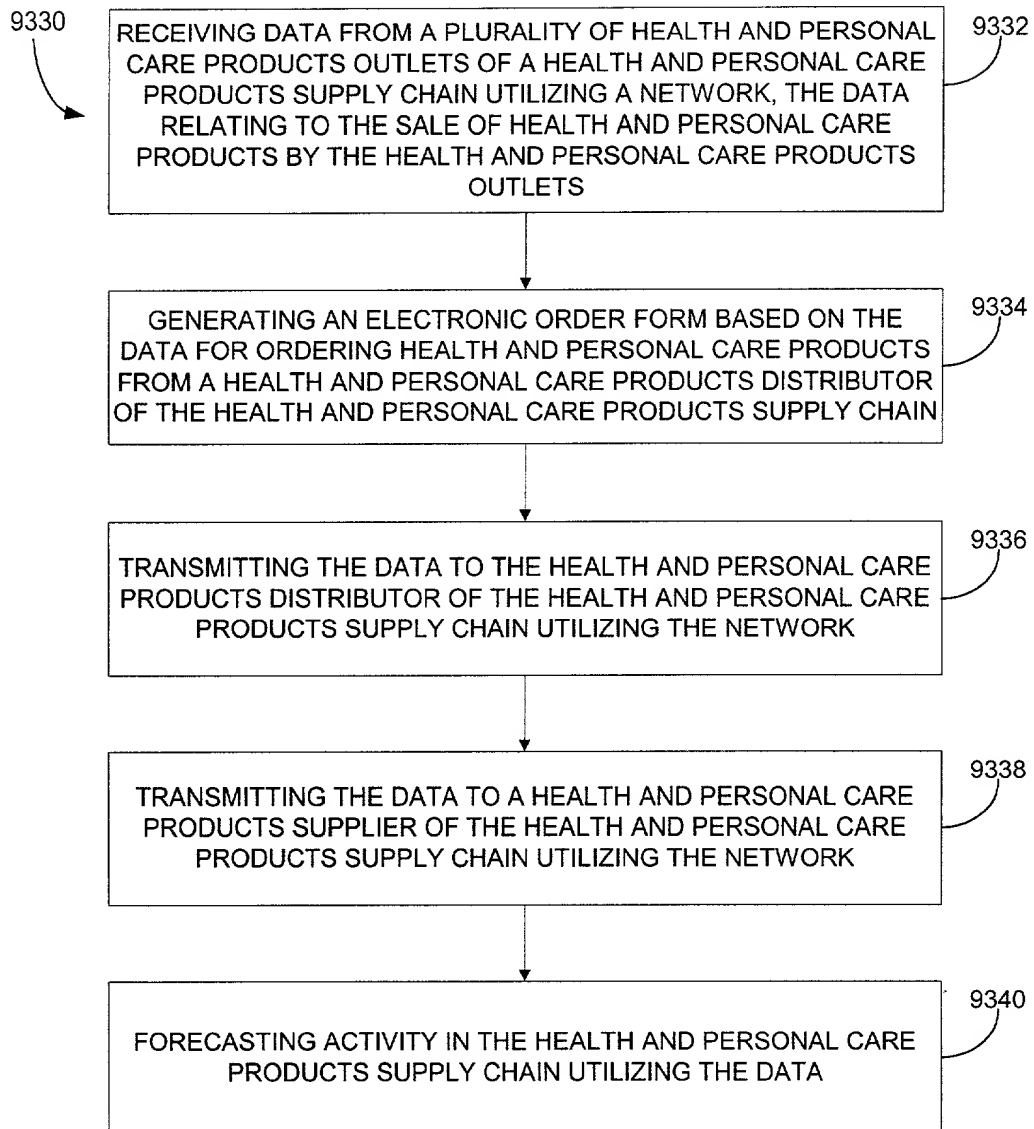 9330
RECEIVING DATA FROM A PLURALITY OF HEALTH AND PERSONAL
CARE PRODUCTS OUTLETS OF A HEALTH AND PERSONAL CARE
PRODUCTS SUPPLY CHAIN UTILIZING A NETWORK, THE DATA
RELATING TO THE SALE OF HEALTH AND PERSONAL CARE
PRODUCTS BY THE HEALTH AND PERSONAL CARE PRODUCTS
OUTLETS
9332
GENERATING AN ELECTRONIC ORDER FORM BASED ON THE
DATA FOR ORDERING HEALTH AND PERSONAL CARE PRODUCTS
FROM A HEALTH AND PERSONAL CARE PRODUCTS DISTRIBUTOR
OF THE HEALTH AND PERSONAL CARE PRODUCTS SUPPLY CHAIN
9334
TRANSMITTING THE DATA TO THE HEALTH AND PERSONAL CARE
PRODUCTS DISTRIBUTOR OF THE HEALTH AND PERSONAL CARE
PRODUCTS SUPPLY CHAIN UTILIZING THE NETWORK
9336
TRANSMITTING THE DATA TO A HEALTH AND PERSONAL CARE
PRODUCTS SUPPLIER OF THE HEALTH AND PERSONAL CARE
PRODUCTS SUPPLY CHAIN UTILIZING THE NETWORK
9338
FORECASTING ACTIVITY IN THE HEALTH AND PERSONAL CARE
PRODUCTS SUPPLY CHAIN UTILIZING THE DATA
9340